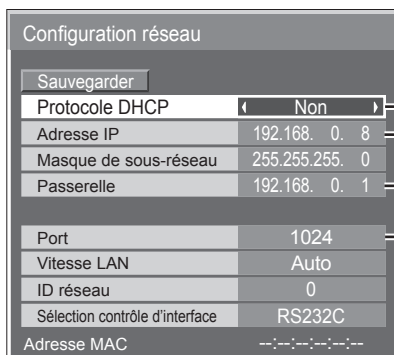 Configuration réseau
Sauvegarder
Protocole DHCP Non
Adresse IP 192.168. 0. 8
Masque de sous-réseau 255.255.255. 0
Passerelle 192.168. 0. 1
Port 1024
Vitesse LAN Auto
ID réseau 0
Sélection contrôle d'interface RS232C
Adresse MAC --:--:--:--:--:--